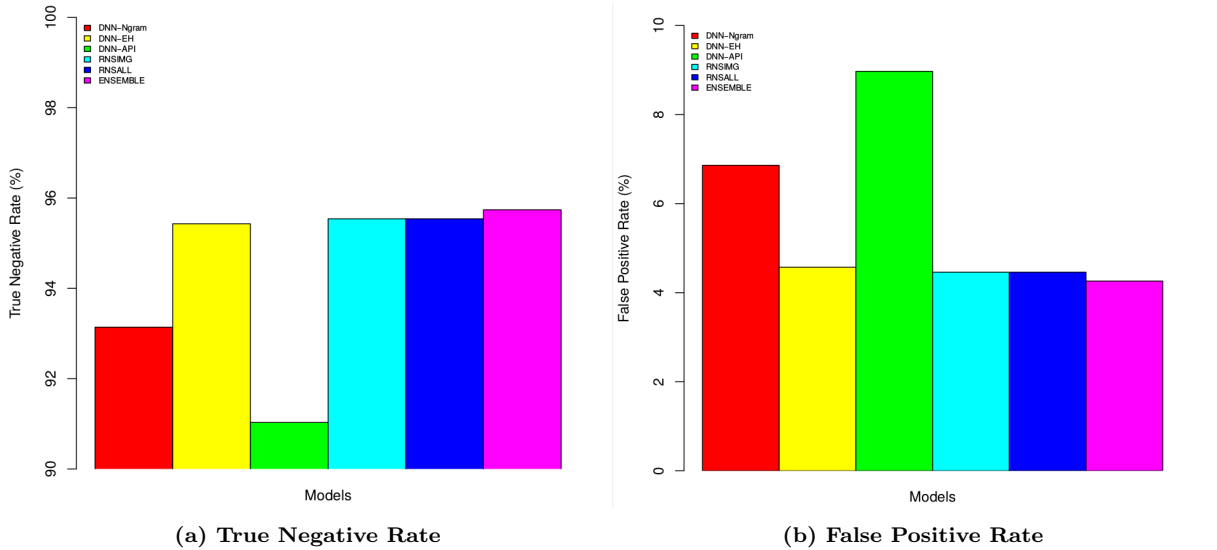 100
98
96
94
92
90
True Negative Rate (%)
DNN−Ngram
DNN−EH
DNN−API
RNSIMG
RNSALL
ENSEMBLE
Models
(a) True Negative Rate
10
8
6
4
2
0
False Positive Rate (%)
DNN−Ngram
DNN−EH
DNN−API
RNSIMG
RNSALL
ENSEMBLE
Models
(b) False Positive Rate